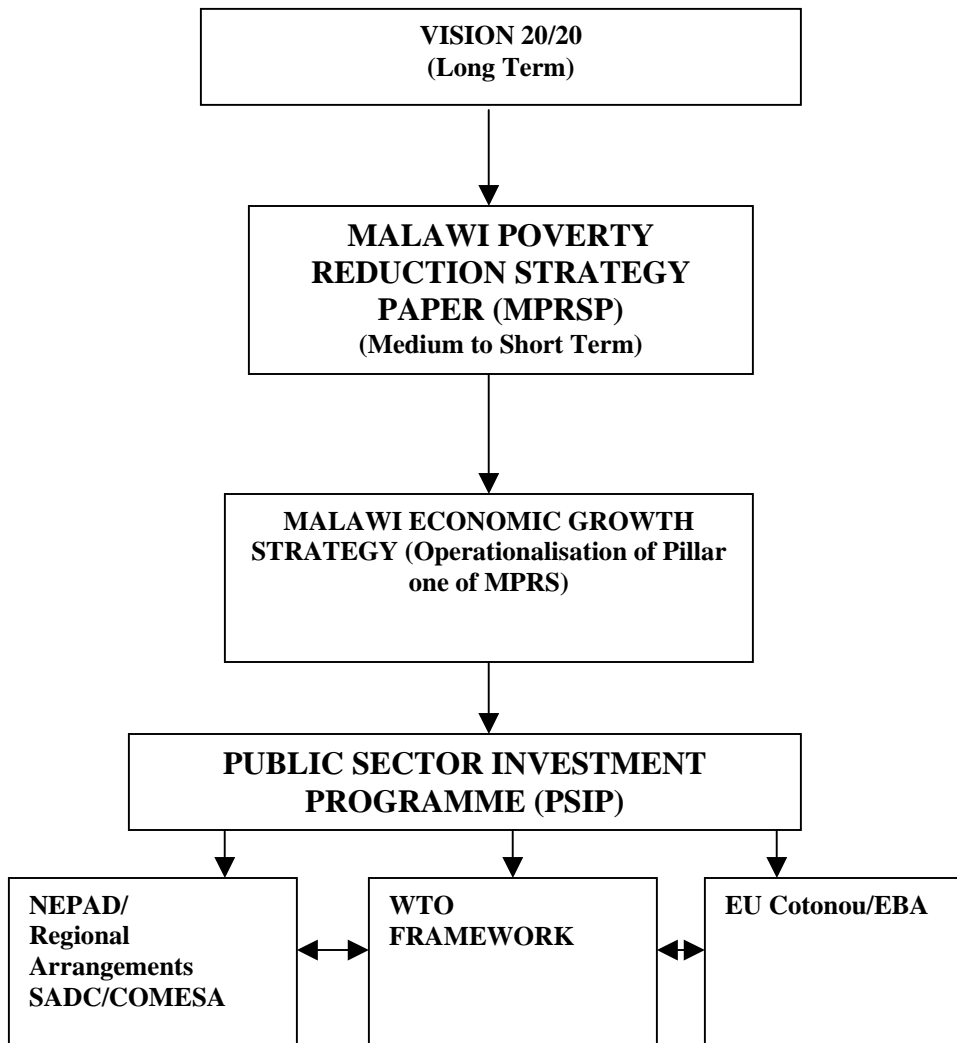 VISION 20/20
(Long Term)
MALAWI POVERTY
REDUCTION STRATEGY
PAPER (MPRSP)
(Medium to Short Term)
MALAWI ECONOMIC GROWTH
STRATEGY (Operationalisation of Pillar
one of MPRS)
PUBLIC SECTOR INVESTMENT
PROGRAMME (PSIP)
NEPAD/
Regional
Arrangements
SADC/COMESA
WTO
FRAMEWORK
EU Cotonou/EBA